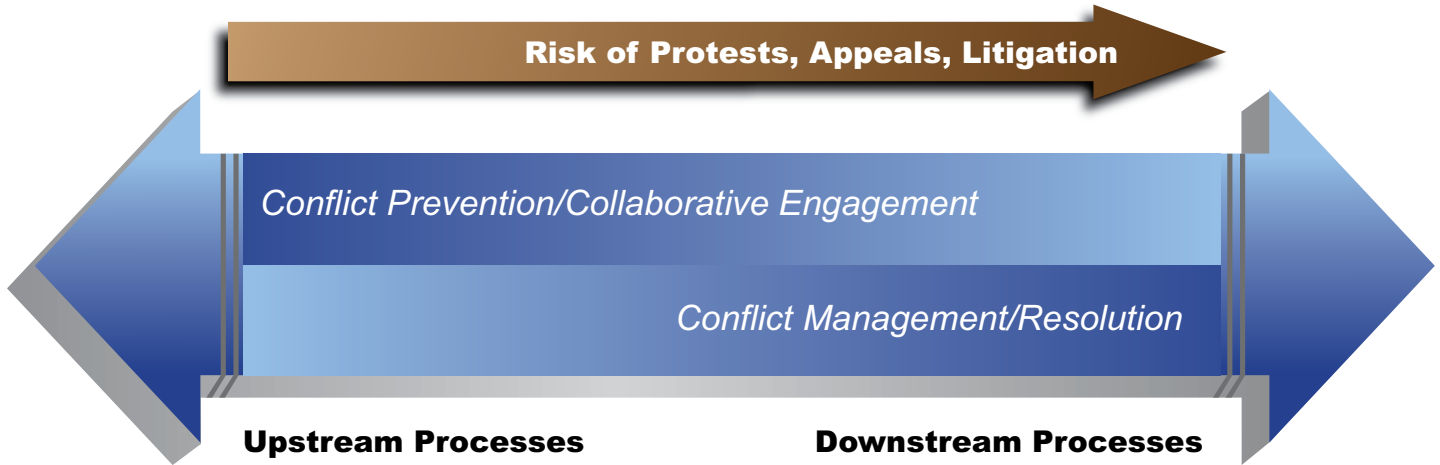 Risk of Protests, Appeals, Litigation
Conflict Prevention/Collaborative Engagement
Conflict Management/Resolution
Upstream Processes
Downstream Processes